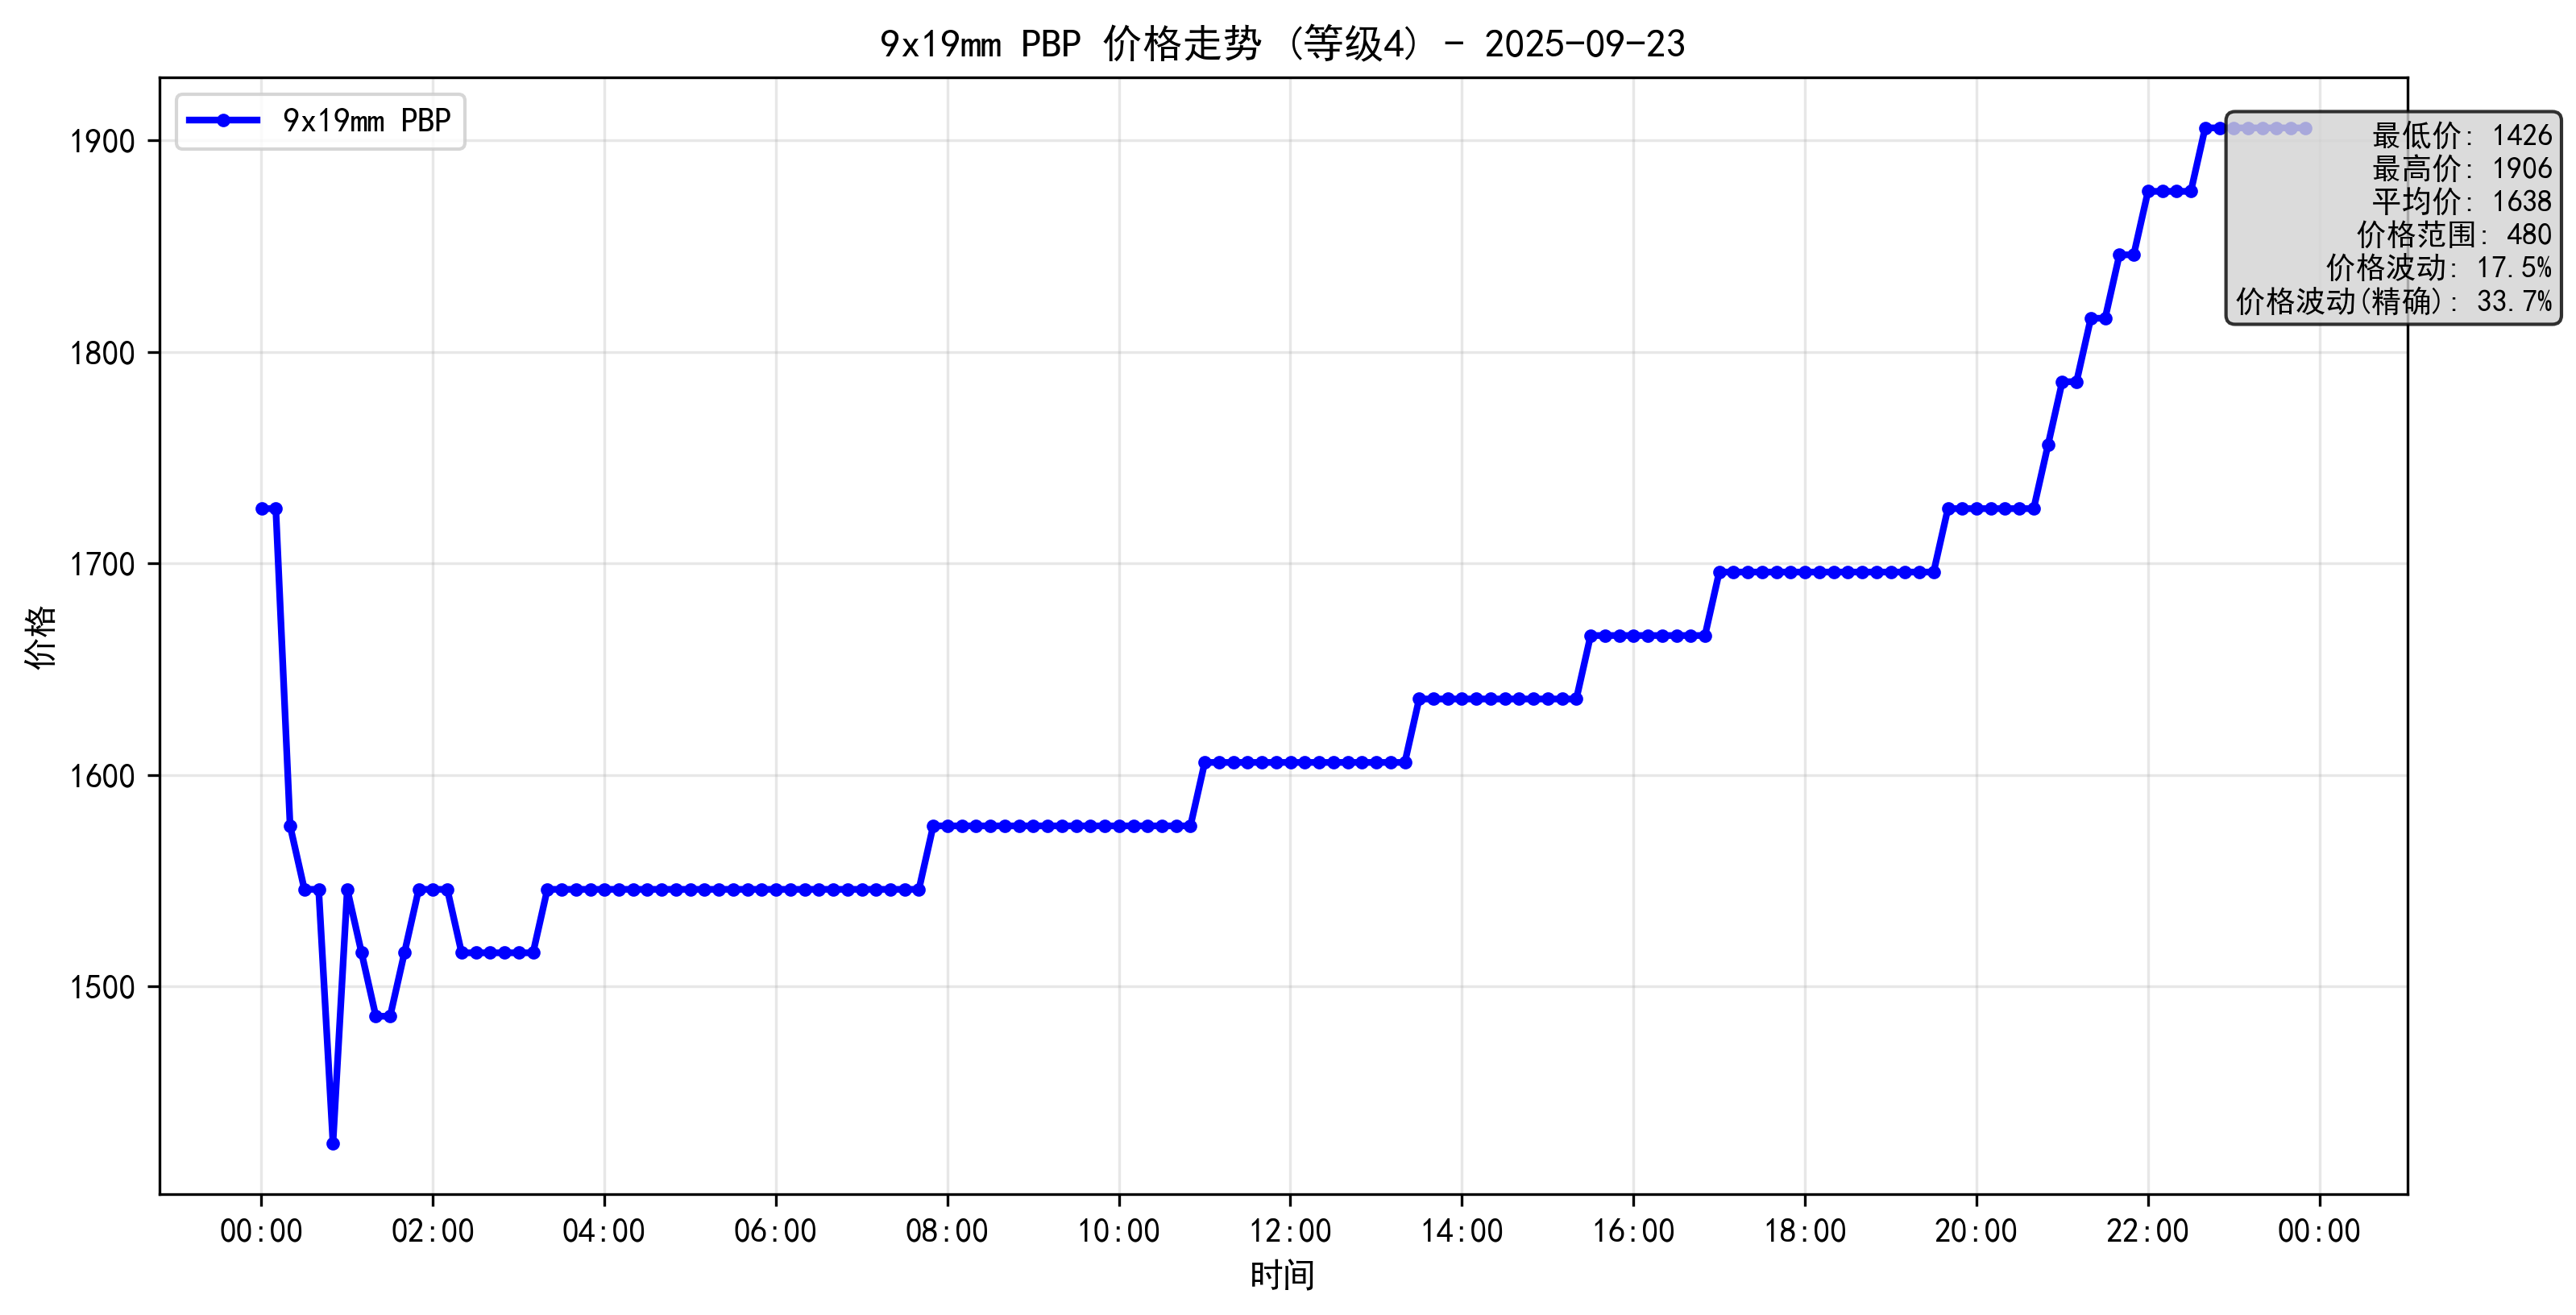 9x19mm PBP 价格走势 (等级4) - 2025-09-23
9x19mm PBP
最低价: 1426
最高价: 1906
平均价: 1638
价格范围: 480
价格波动: 17.5%
价格波动(精确): 33.7%
价格
1900
1800
1700
1600
1500
00:00 02:00 04:00 06:00 08:00 10:00 12:00 14:00 16:00 18:00 20:00 22:00 00:00
时间